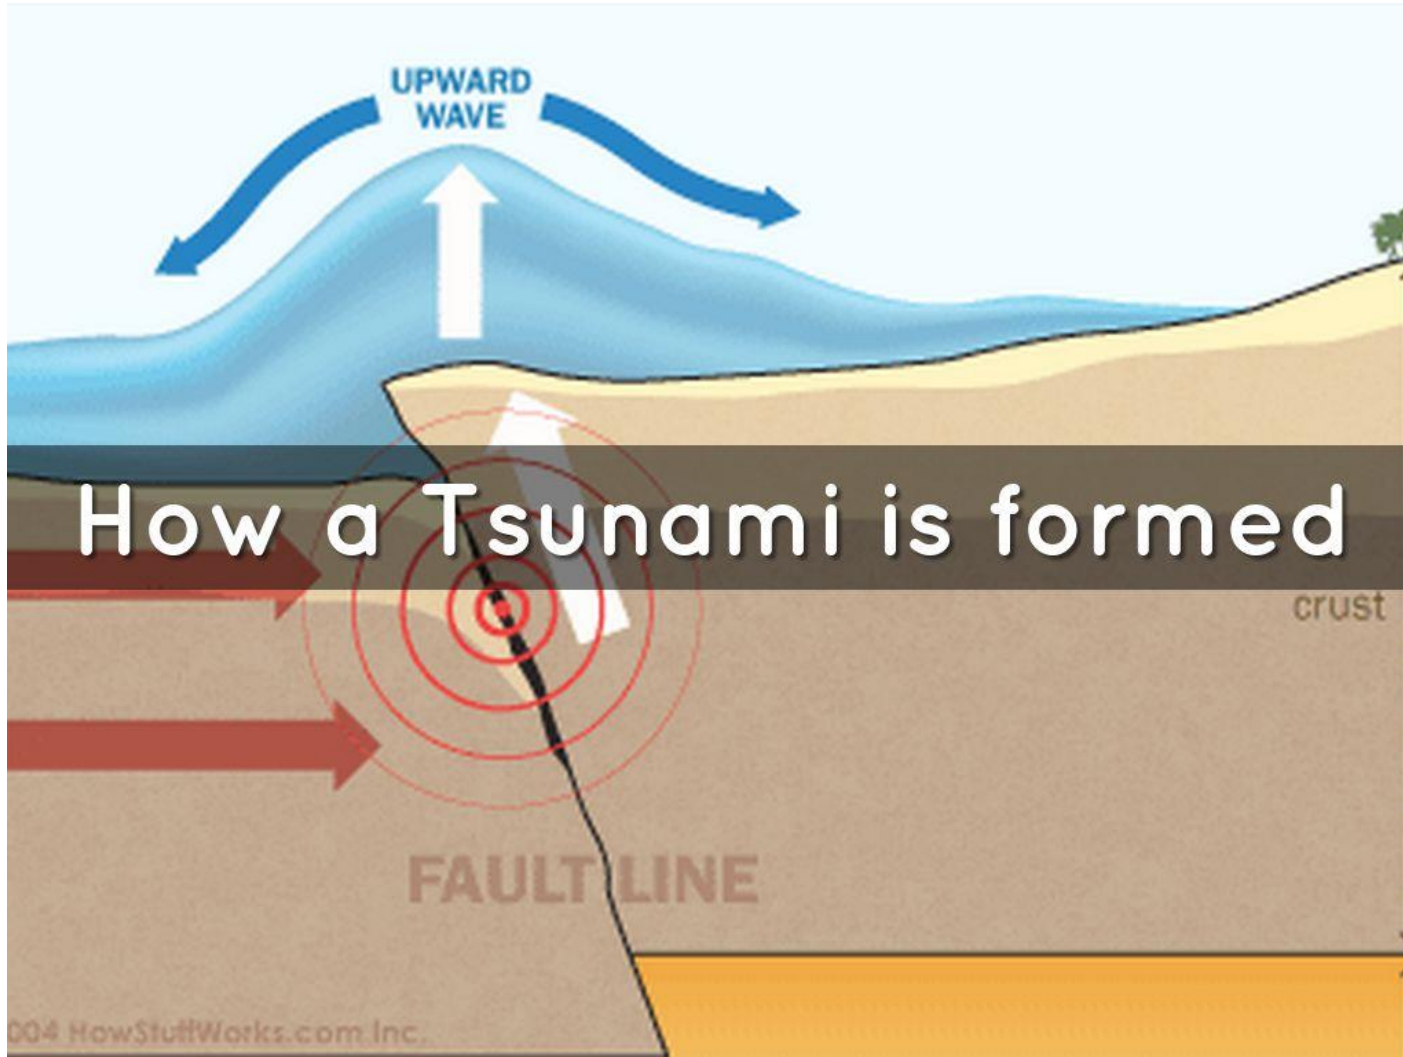 UPWARD
WAVE
How a Tsunami is formed
crust
FAULT LINE
004 HowStuffWorks.com Inc.